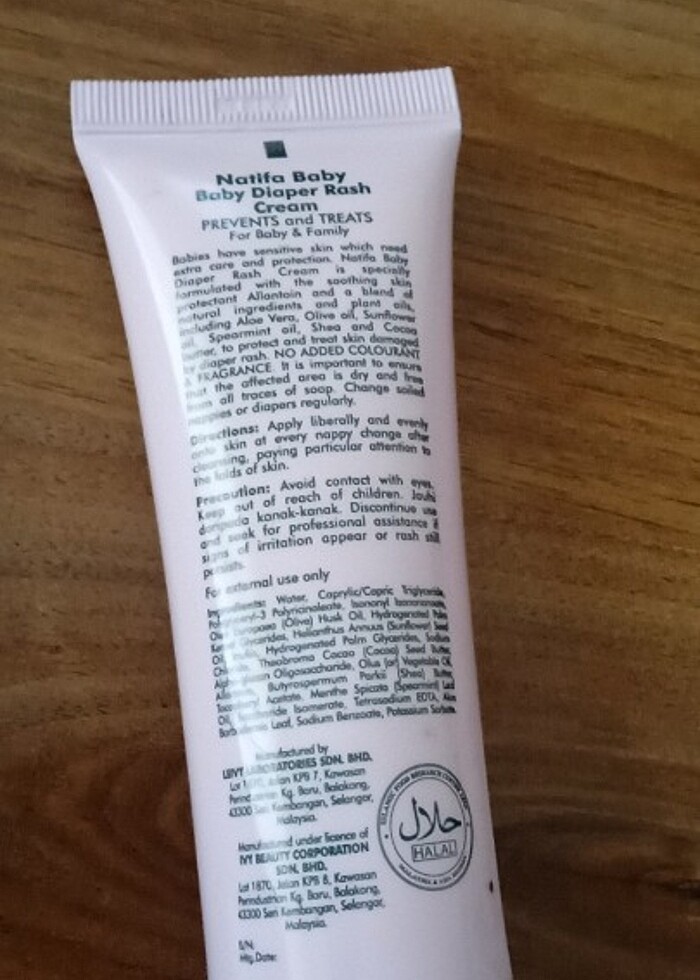 Natifa Baby
Baby Diaper Rash
Cream
PREVENTS and TREATS
For Baby & Family
Babies have sensitive skin which need
extra care and protection. Natifa Baby
Diaper Rash Cream is specially
formulated with the soothing skin
protectant Allantoin and a blend of
natural ingredients and plant oils,
including Aloe Vera, Olive oil, Sunflower
oil, Spearmint oil, Shea and Cocoa
butter, to protect and treat skin damaged
by diaper rash. NO ADDED COLOURANT
& FRAGRANCE. It is important to ensure
that the affected area is dry and free
from all traces of soap. Change soiled
nappies or diapers regularly.
Directions: Apply liberally and evenly
onto skin at every nappy change after
cleansing, paying particular attention to
the folds of skin.
Precaution: Avoid contact with eyes.
Keep out of reach of children. Jauhi
daripada kanak-kanak. Discontinue use
and seek for professional assistance if
signs of irritation appear or rash still
persists.
For external use only
Ingredients: Water, Caprylic/Capric Triglyceride,
Polyglyceryl-3 Polyricinoleate, Isononyl Isononanoate,
Olea Europaea (Olive) Husk Oil, Hydrogenated Palm
Kernel Glycerides, Helianthus Annuus (Sunflower) Seed
Oil, Hydrogenated Palm Glycerides, Sodium
Theobroma Cacao (Cocoa) Seed Butter,
Oligosaccharide, Olus (or) Vegetable Oil,
Butyrospermum Parkii (Shea) Butter,
Tocopheryl Acetate, Menthe Spicata (Spearmint) Leaf
Oil, Isomerate, Tetrasodium EDTA, Aloe
Barbadensis Leaf, Sodium Benzoate, Potassium Sorbate.
Manufactured by
LABORATORIES SDN. BHD.
Lot 1870, Jalan KPB 7, Kawasan
Kg. Baru, Balakong,
43300 Seri Kembangan, Selangor,
Malaysia.
Manufactured under licence of
IVY BEAUTY CORPORATION
SDN. BHD.
Lot 1870, Jalan KPB 8, Kawasan
Perindustrian Kg. Baru, Balakong,
43300 Seri Kembangan, Selangor,
Malaysia.
حلال
HALAL
S/N.
Mfg.Date: